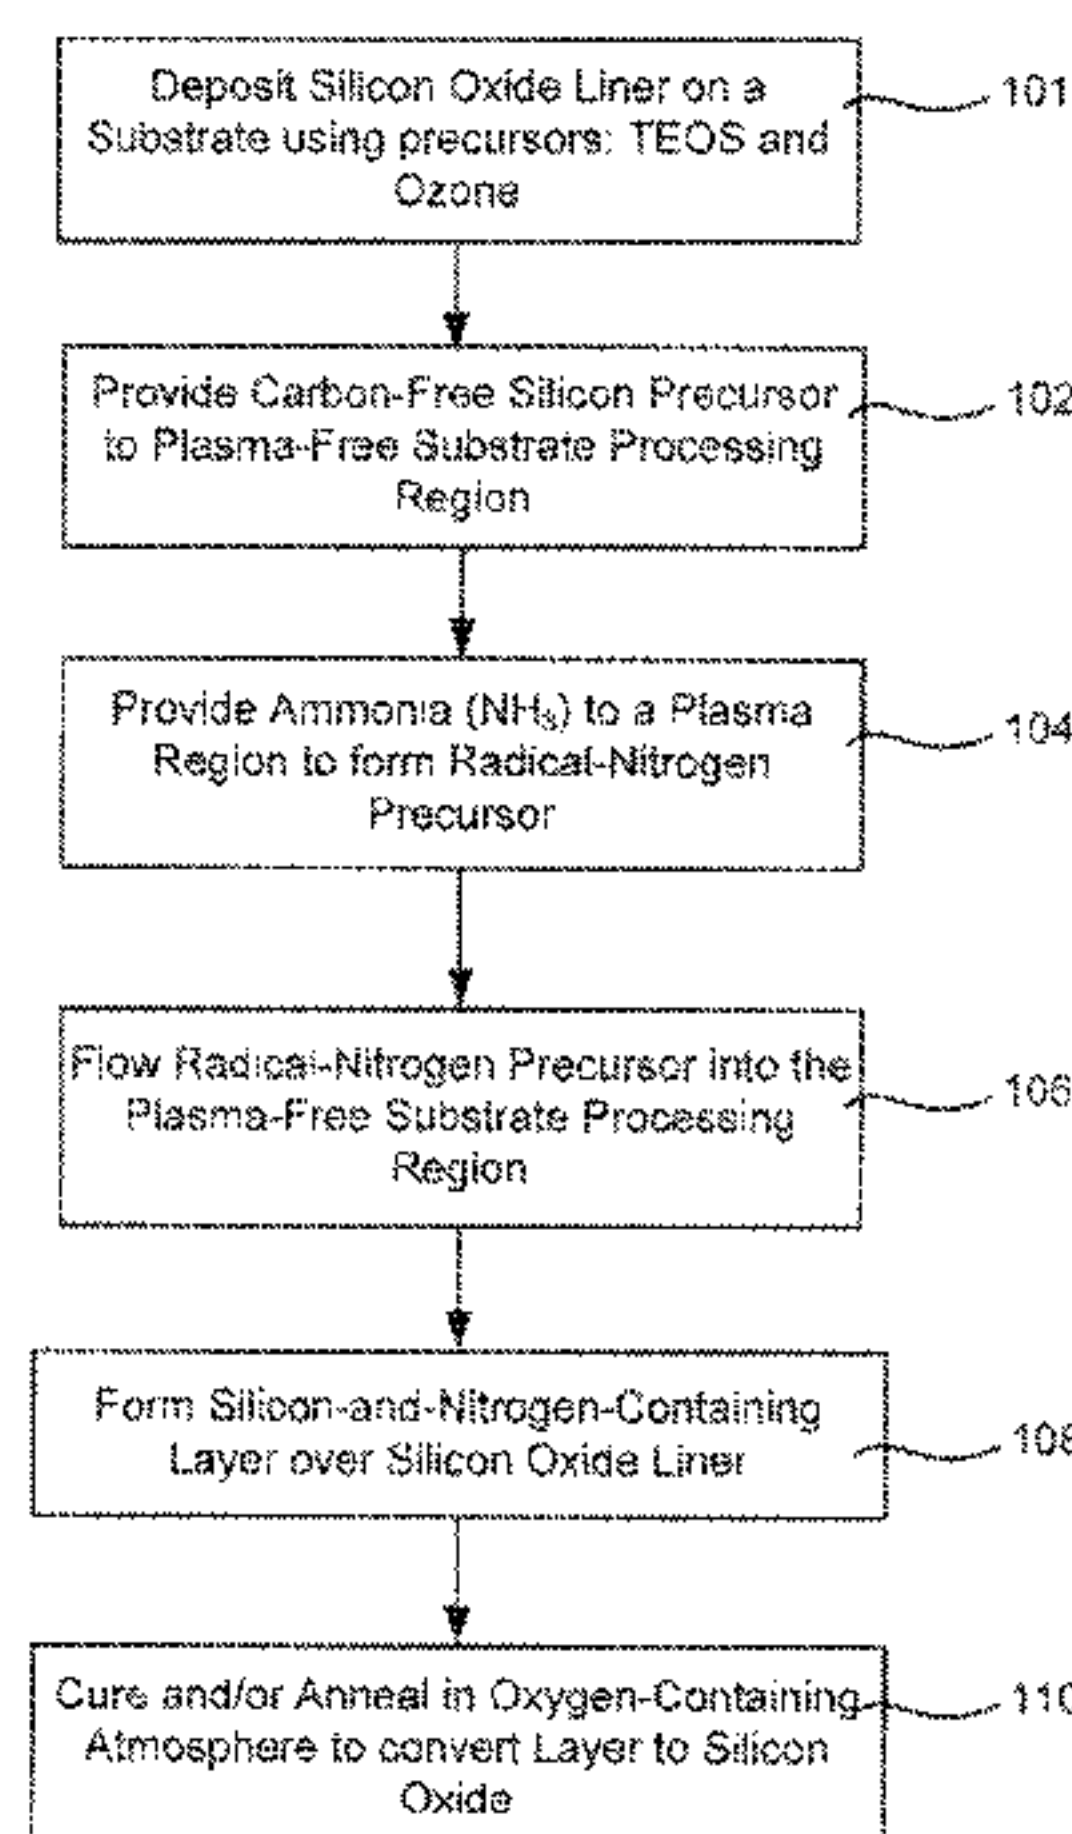 Deposit Silicon Oxide Liner on a
Substrate using precursors: TEOS and
Ozone
101
Provide Carbon-Free Silicon Precursor
to Plasma-Free Substrate Processing
Region
102
Provide Ammonia (NH₃) to a Plasma
Region to form Radical-Nitrogen
Precursor
104
Flow Radical-Nitrogen Precursor into the
Plasma-Free Substrate Processing
Region
106
Form Silicon-and-Nitrogen-Containing
Layer over Silicon Oxide Liner
108
Cure and/or Anneal in Oxygen-Containing
Atmosphere to convert Layer to Silicon
Oxide
110